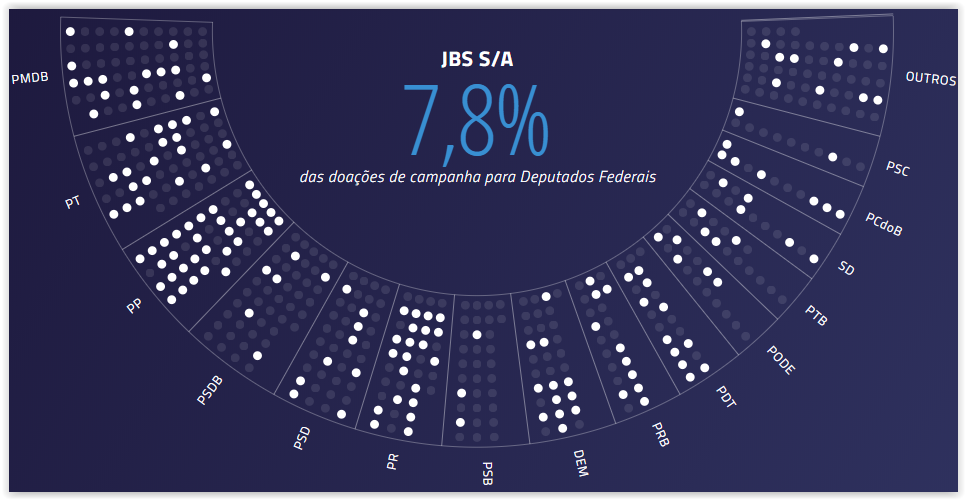 JBS S/A
7,8%
das doações de campanha para Deputados Federais
PMDB
PT
PP
PSDB
PSD
PR
PSB
DEM
PRB
PDT
PODE
PTB
SD
PCdoB
PSC
OUTROS